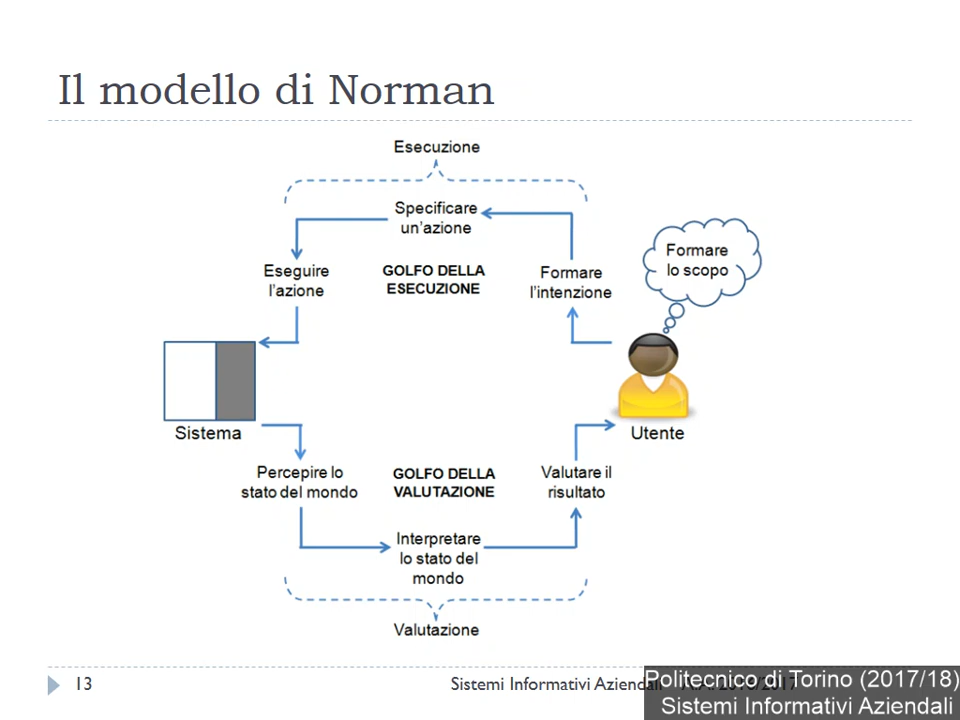 Il modello di Norman
Esecuzione
Specificare
un'azione
Formare
lo scopo
Eseguire
l'azione
GOLFO DELLA
ESECUZIONE
Formare
l'intenzione
Sistema
Utente
Percepire lo
stato del mondo
GOLFO DELLA
VALUTAZIONE
Valutare il
risultato
Interpretare
lo stato del
mondo
Valutazione
13
Sistemi Informativi Aziendali
Politecnico di Torino (2017/18)
Sistemi Informativi Aziendali